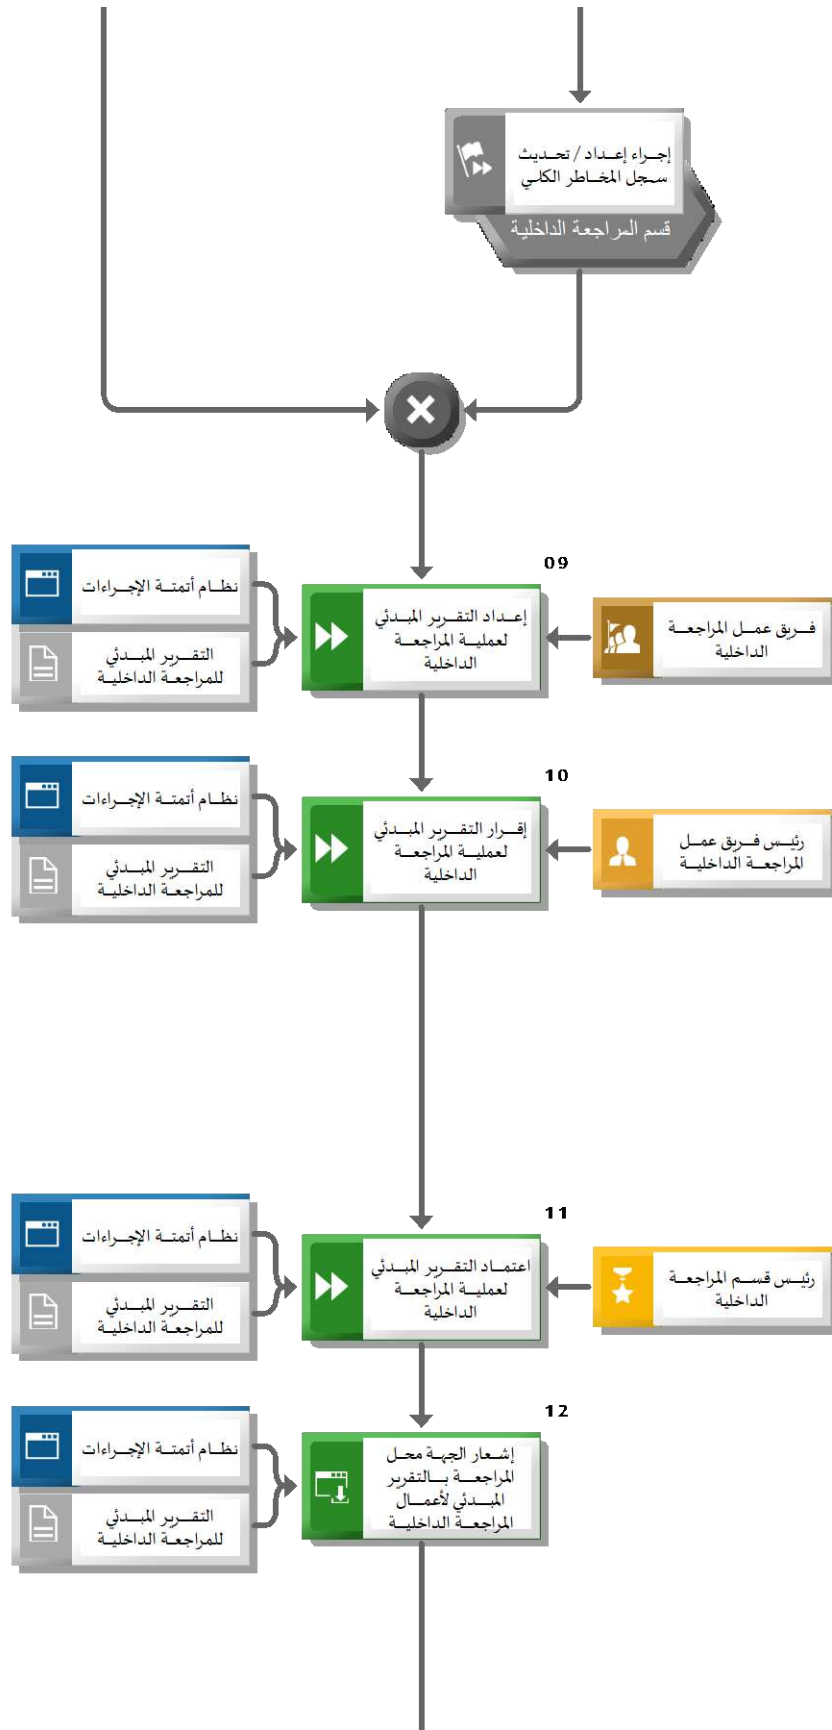 إجراء إعداد / تحديث
سجل المخاطر الكلي
قسم المراجعة الداخلية
09
فريق عمل المراجعة
الداخلية
إعداد التقرير المبدئي
لعملية المراجعة
الداخلية
نظام أتمتة الإجراءات
التقرير المبدئي
للمراجعة الداخلية
10
رئيس فريق عمل
المراجعة الداخلية
إقرار التقرير المبدئي
لعملية المراجعة
الداخلية
نظام أتمتة الإجراءات
التقرير المبدئي
للمراجعة الداخلية
11
رئيس قسم المراجعة
الداخلية
اعتماد التقرير المبدئي
لعملية المراجعة
الداخلية
نظام أتمتة الإجراءات
التقرير المبدئي
للمراجعة الداخلية
12
إشعار الجهة محل
المراجعة بالتقرير
المبدئي لأعمال
المراجعة الداخلية
نظام أتمتة الإجراءات
التقرير المبدئي
للمراجعة الداخلية